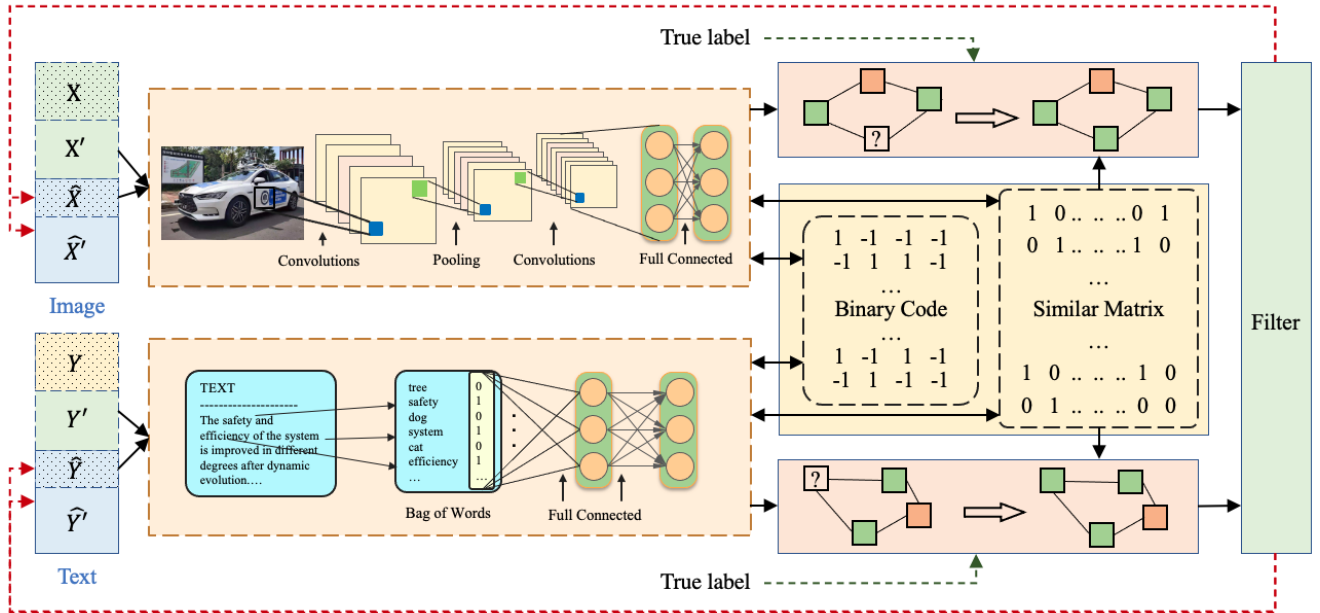 True label
X
X′
X̂
X̂′
Image
Convolutions
Pooling
Convolutions
Full Connected
?
1 -1 -1 -1
-1 1 1 -1
...
Binary Code
...
1 -1 1 -1
-1 1 -1 -1
1 0 .. .. .. 0 1
0 1 .. .. .. 1 0
...
Similar Matrix
...
1 0 .. .. .. 1 0
0 1 .. .. .. 0 0
Filter
Y
Y′
Ŷ
Ŷ′
Text
TEXT
---------------------
The safety and
efficiency of the system
is improved in different
degrees after dynamic
evolution....
tree 0
safety 1
dog 0
system 1
cat 0
efficiency 1
... ...
Bag of Words
Full Connected
?
True label